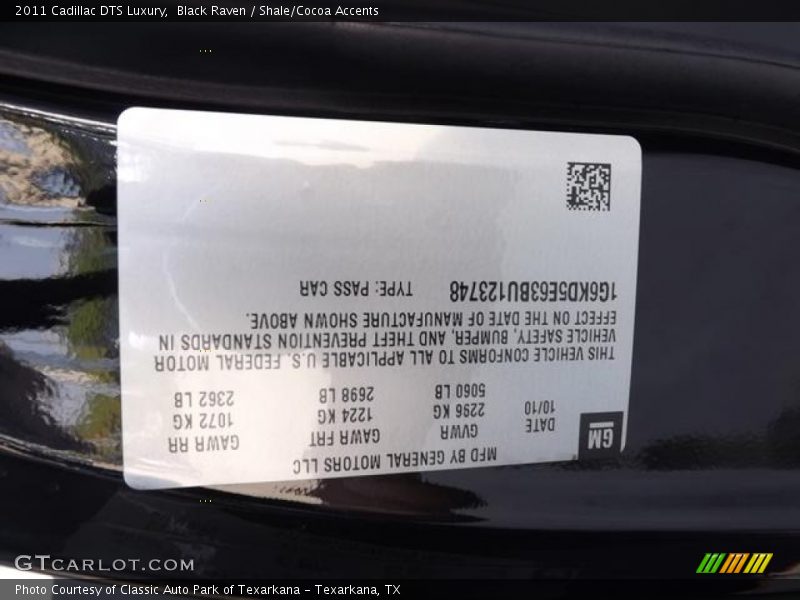 2011 Cadillac DTS Luxury,  Black Raven / Shale/Cocoa Accents
GM
MFD BY GENERAL MOTORS LLC
DATE GVWR GAWR FRT GAWR RR
10/10 2296 KG 1224 KG 1072 KG
5060 LB 2698 LB 2362 LB
THIS VEHICLE CONFORMS TO ALL APPLICABLE U.S. FEDERAL MOTOR
VEHICLE SAFETY, BUMPER, AND THEFT PREVENTION STANDARDS IN
EFFECT ON THE DATE OF MANUFACTURE SHOWN ABOVE.
1G6KD5E63BU123748 TYPE: PASS CAR
GTCARLOT.COM
Photo Courtesy of Classic Auto Park of Texarkana - Texarkana, TX